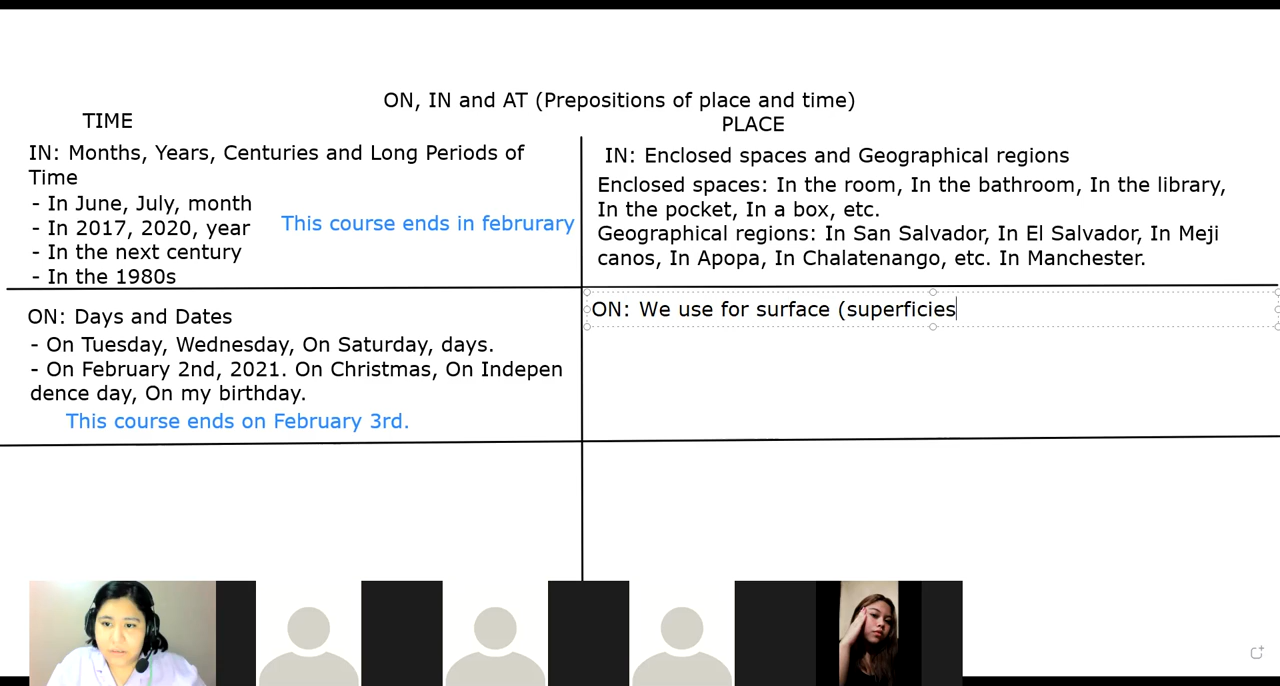 ON, IN and AT (Prepositions of place and time)
TIME
PLACE
IN: Months, Years, Centuries and Long Periods of
Time
- In June, July, month
- In 2017, 2020, year
- In the next century
- In the 1980s
This course ends in februrary
IN: Enclosed spaces and Geographical regions
Enclosed spaces: In the room, In the bathroom, In the library,
In the pocket, In a box, etc.
Geographical regions: In San Salvador, In El Salvador, In Meji
canos, In Apopa, In Chalatenango, etc. In Manchester.
ON: Days and Dates
- On Tuesday, Wednesday, On Saturday, days.
- On February 2nd, 2021. On Christmas, On Indepen
dence day, On my birthday.
This course ends on February 3rd.
ON: We use for surface (superficies